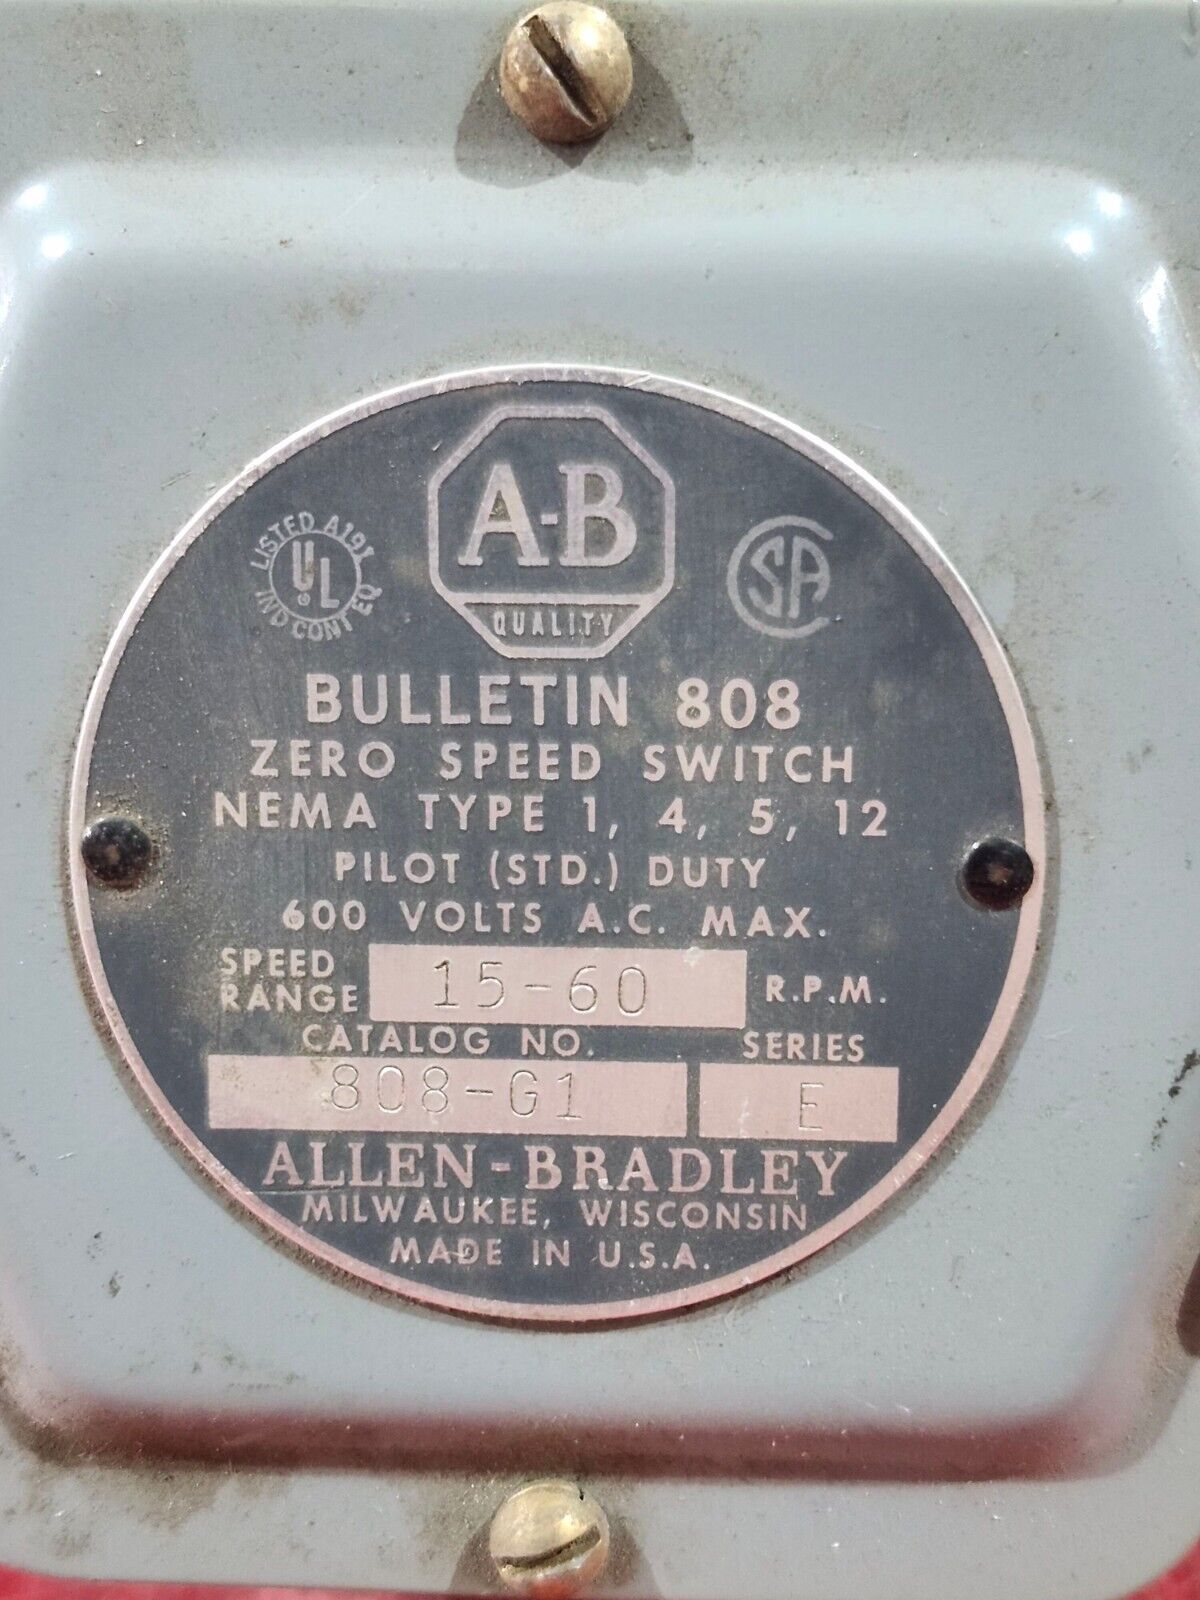 A-B
QUALITY
LISTED A191
UL
®
IND CONT EQ
SA
BULLETIN 808
ZERO SPEED SWITCH
NEMA TYPE 1, 4, 5, 12
PILOT (STD.) DUTY
600 VOLTS A.C. MAX.
SPEED
RANGE 15-60 R.P.M.
CATALOG NO. SERIES
808-G1 E
ALLEN-BRADLEY
MILWAUKEE, WISCONSIN
MADE IN U.S.A.